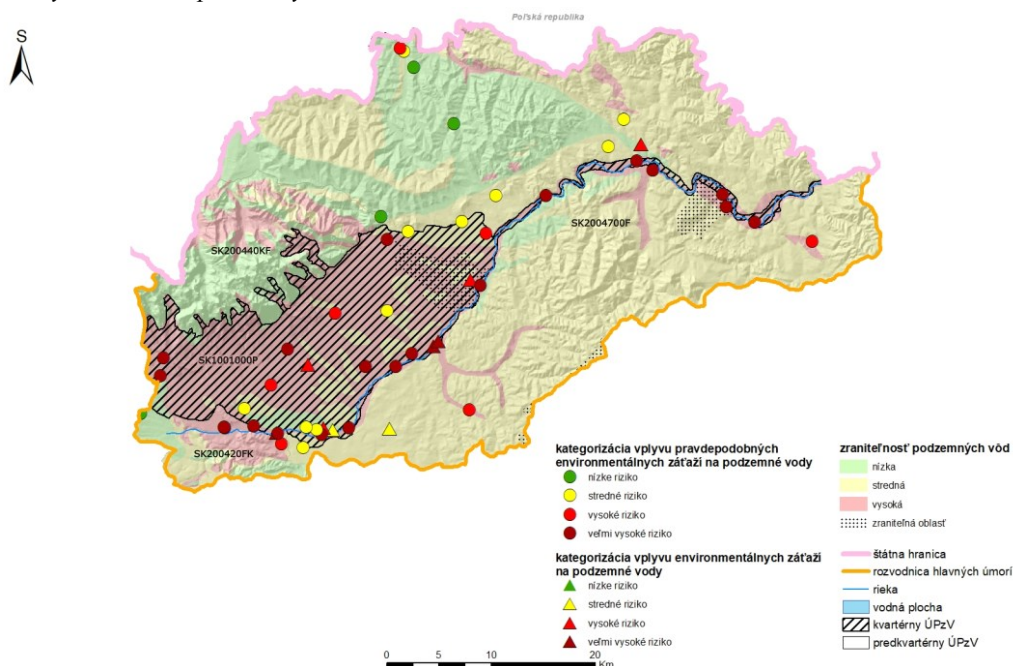 Poľská republika
S
SK2004700F
SK200440KF
SK1001000P
SK200420FK
kategorizácia vplyvu pravdepodobných
environmentálnych záťaží na podzemné vody
nízke riziko
stredné riziko
vysoké riziko
veľmi vysoké riziko
kategorizácia vplyvu environmentálnych záťaží
na podzemné vody
nízke riziko
stredné riziko
vysoké riziko
veľmi vysoké riziko
zraniteľnosť podzemných vôd
nízka
stredná
vysoká
zraniteľná oblasť
štátna hranica
rozvodnica hlavných úmorí
rieka
vodná plocha
kvartérny ÚPzV
predkvartérny ÚPzV
0 5 10 20
Km